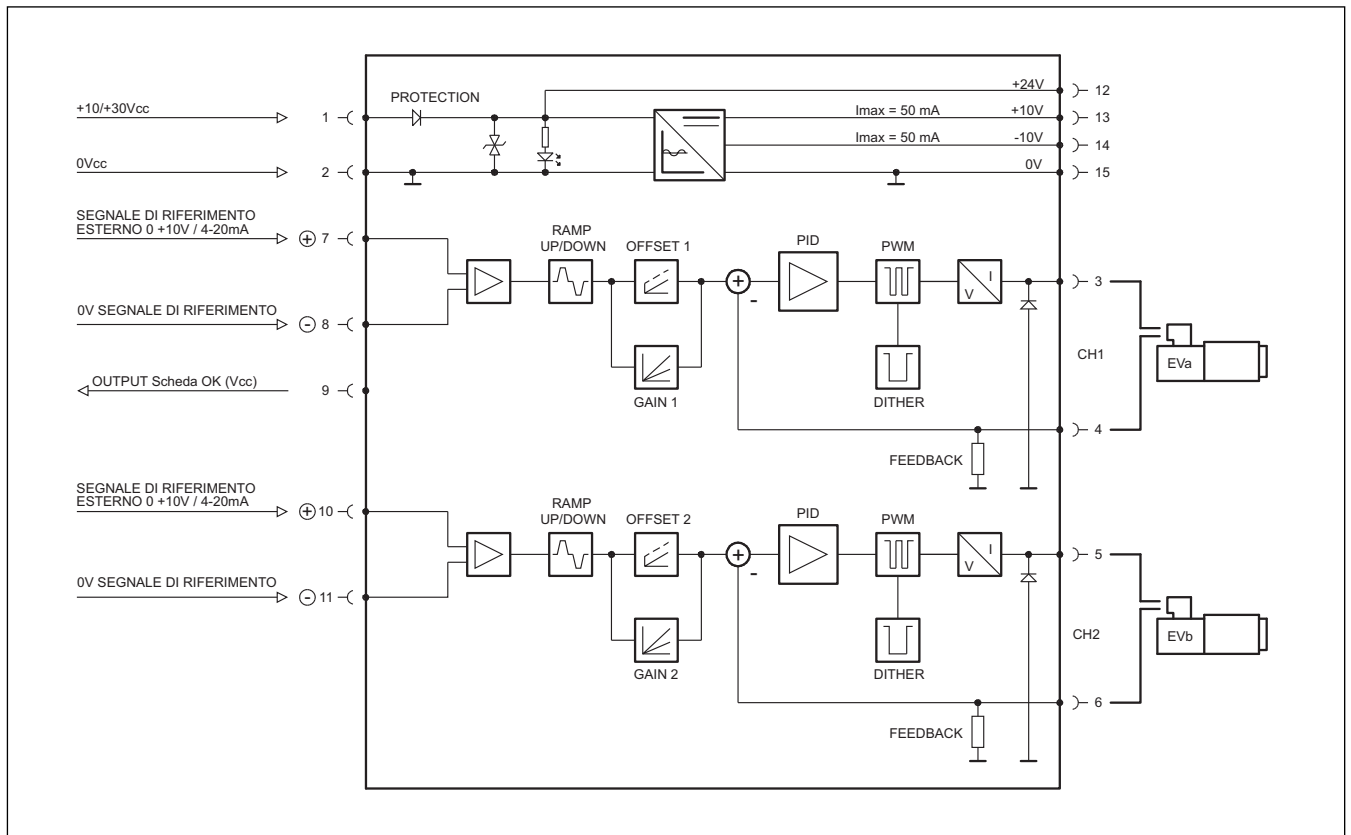 +24V
12
+10/+30Vcc
1
PROTECTION
Imax = 50 mA
+10V
13
Imax = 50 mA
-10V
14
0Vcc
2
0V
15
SEGNALE DI RIFERIMENTO
ESTERNO 0 +10V / 4-20mA
+
7
RAMP
UP/DOWN
OFFSET 1
PID
PWM
+
-
I
V
3
0V SEGNALE DI RIFERIMENTO
-
8
CH1
EVa
OUTPUT Scheda OK (Vcc)
9
GAIN 1
DITHER
4
FEEDBACK
SEGNALE DI RIFERIMENTO
ESTERNO 0 +10V / 4-20mA
+
10
RAMP
UP/DOWN
OFFSET 2
PID
PWM
+
-
I
V
5
0V SEGNALE DI RIFERIMENTO
-
11
CH2
EVb
GAIN 2
DITHER
6
FEEDBACK